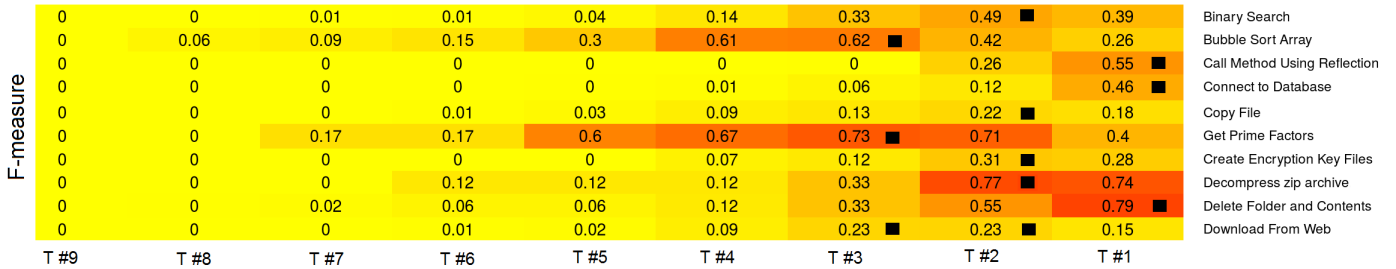 F-measure
0 0 0.01 0.01 0.04 0.14 0.33 0.49 0.39 Binary Search
0 0.06 0.09 0.15 0.3 0.61 0.62 0.42 0.26 Bubble Sort Array
0 0 0 0 0 0 0 0.26 0.55 Call Method Using Reflection
0 0 0 0 0 0.01 0.06 0.12 0.46 Connect to Database
0 0 0 0.01 0.03 0.09 0.13 0.22 0.18 Copy File
0 0 0.17 0.17 0.6 0.67 0.73 0.71 0.4 Get Prime Factors
0 0 0 0 0 0.07 0.12 0.31 0.28 Create Encryption Key Files
0 0 0 0.12 0.12 0.12 0.33 0.77 0.74 Decompress zip archive
0 0 0.02 0.06 0.06 0.12 0.33 0.55 0.79 Delete Folder and Contents
0 0 0 0.01 0.02 0.09 0.23 0.23 0.15 Download From Web
T #9 T #8 T #7 T #6 T #5 T #4 T #3 T #2 T #1